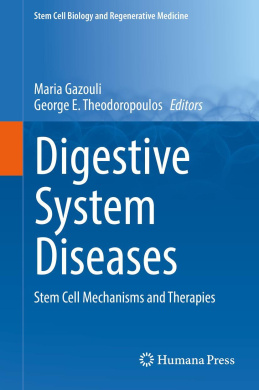 Stem Cell Biology and Regenerative Medicine
Maria Gazouli
George E. Theodoropoulos Editors
Digestive
System
Diseases
Stem Cell Mechanisms and Therapies
Humana Press